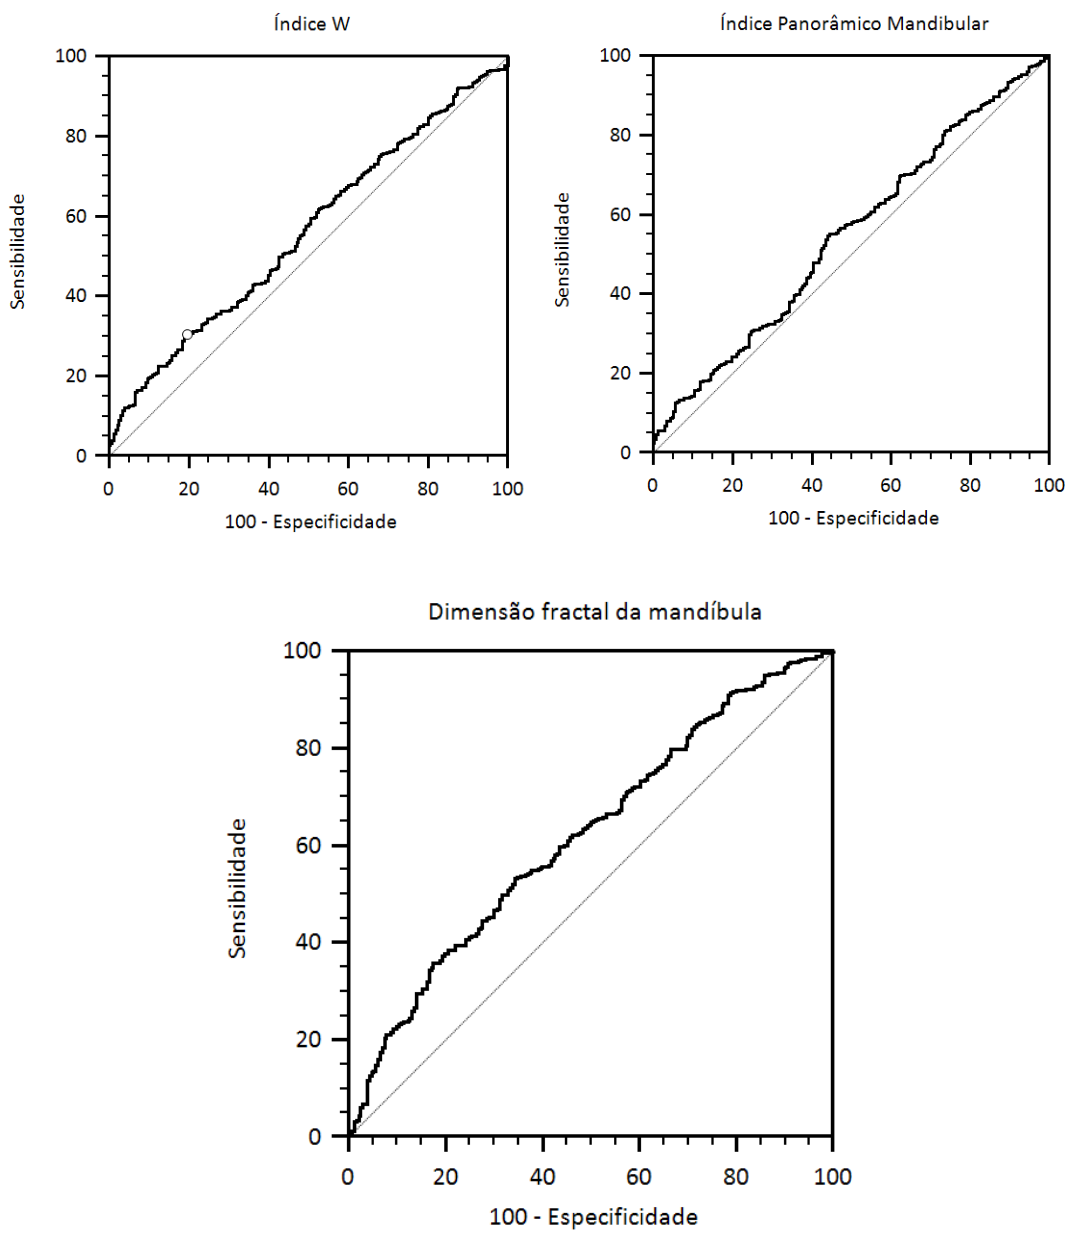 Índice W
100
80
60
40
20
0
Sensibilidade
0 20 40 60 80 100
100 - Especificidade
Índice Panorâmico Mandibular
100
80
60
40
20
0
Sensibilidade
0 20 40 60 80 100
100 - Especificidade
Dimensão fractal da mandíbula
100
80
60
40
20
0
Sensibilidade
0 20 40 60 80 100
100 - Especificidade